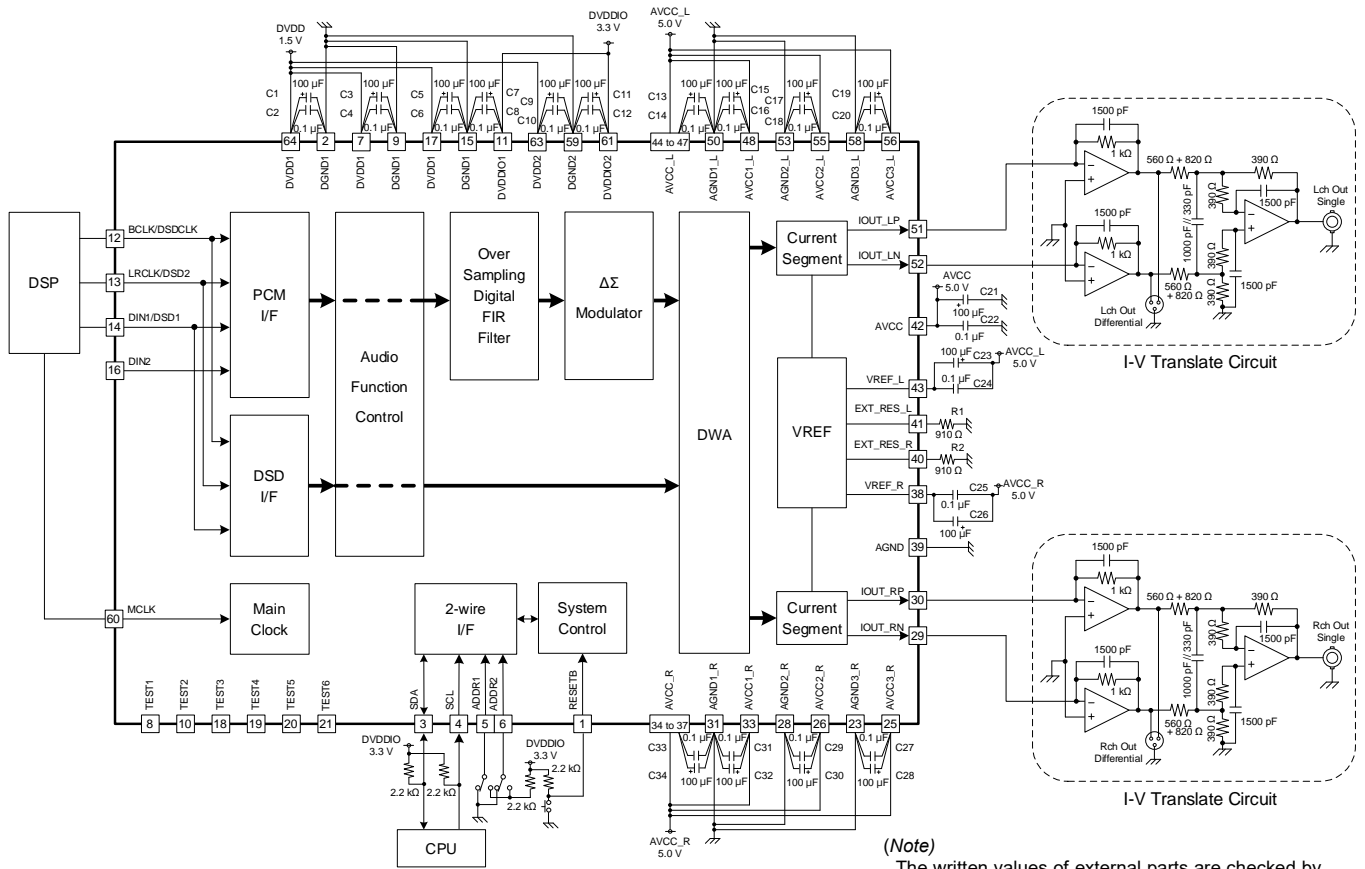 DVDD
1.5 V
DVDDIO
3.3 V
AVCC_L
5.0 V
C1
C2
100 µF
0.1 µF
C3
C4
100 µF
0.1 µF
C5
C6
100 µF
0.1 µF
100 µF
0.1 µF
C7
C8
C9
C10
100 µF
0.1 µF
100 µF
0.1 µF
C11
C12
C13
C14
100 µF
0.1 µF
100 µF
0.1 µF
C15
C16
C17
C18
100 µF
0.1 µF
C19
C20
100 µF
0.1 µF
64
2
7
9
17
15
11
63
59
61
44 to 47
50
48
53
55
58
56
DVDD1
DGND1
DVDD1
DGND1
DVDD1
DGND1
DVDDIO1
DVDD2
DGND2
DVDDIO2
AVCC_L
AGND1_L
AVCC1_L
AGND2_L
AVCC2_L
AGND3_L
AVCC3_L
DSP
12
BCLK/DSDCLK
13
LRCLK/DSD2
14
DIN1/DSD1
16
DIN2
60
MCLK
PCM
I/F
DSD
I/F
Main
Clock
Audio
Function
Control
Over
Sampling
Digital
FIR
Filter
ΔΣ
Modulator
DWA
Current
Segment
VREF
Current
Segment
2-wire
I/F
System
Control
IOUT_LP
51
IOUT_LN
52
AVCC
5.0 V
C21
100 µF
C22
0.1 µF
AVCC
42
100 µF
C23
AVCC_L
5.0 V
0.1 µF
C24
VREF_L
43
EXT_RES_L
41
R1
910 Ω
EXT_RES_R
40
R2
910 Ω
VREF_R
38
C25
0.1 µF
AVCC_R
5.0 V
C26
100 µF
AGND
39
IOUT_RP
30
IOUT_RN
29
1500 pF
1 kΩ
560 Ω + 820 Ω
390 Ω
390 Ω
1500 pF
Lch Out
Single
1500 pF
1 kΩ
1000 pF // 330 pF
390 Ω
390 Ω
560 Ω
+ 820 Ω
1500 pF
Lch Out
Differential
I-V Translate Circuit
1500 pF
1 kΩ
560 Ω + 820 Ω
390 Ω
390 Ω
1500 pF
Rch Out
Single
1500 pF
1 kΩ
1000 pF // 330 pF
390 Ω
390 Ω
560 Ω
+ 820 Ω
1500 pF
Rch Out
Differential
I-V Translate Circuit
TEST1
TEST2
TEST3
TEST4
TEST5
TEST6
SDA
SCL
ADDR1
ADDR2
RESETB
AVCC_R
AGND1_R
AVCC1_R
AGND2_R
AVCC2_R
AGND3_R
AVCC3_R
8
10
18
19
20
21
3
4
5
6
1
34 to 37
31
33
28
26
23
25
DVDDIO
3.3 V
2.2 kΩ
2.2 kΩ
DVDDIO
3.3 V
2.2 kΩ
2.2 kΩ
CPU
C33
C34
0.1 µF
100 µF
0.1 µF
100 µF
C31
C32
0.1 µF
100 µF
C29
C30
0.1 µF
100 µF
C27
C28
AVCC_R
5.0 V
(Note)
The written values of external parts are checked by